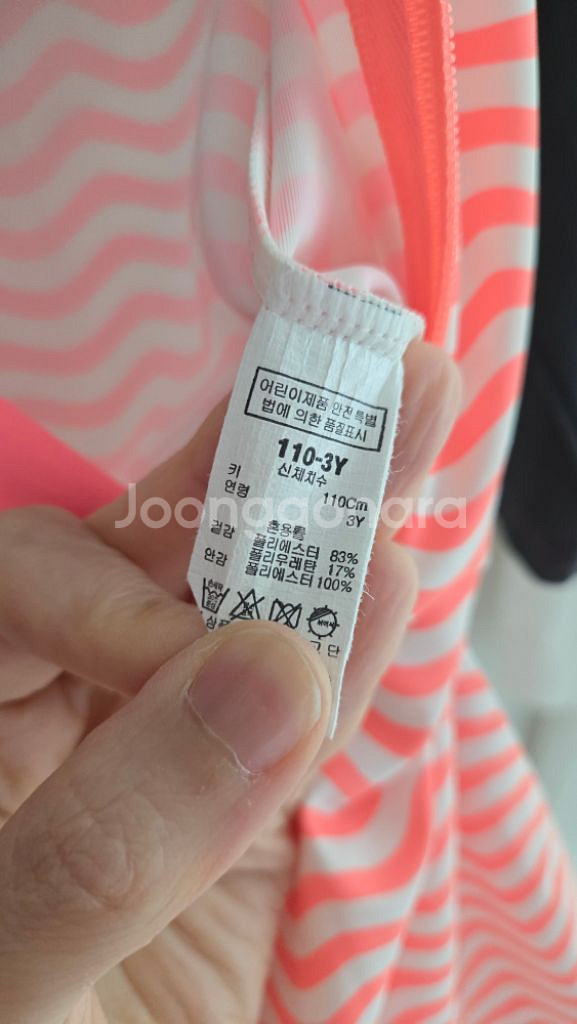 어린이제품 안전특별
법에 의한 품질표시
110-3Y
신체치수
키 110Cm
연령 3Y
겉감 혼용률
폴리에스터 83%
폴리우레탄 17%
안감 폴리에스터 100%
Joonggonara